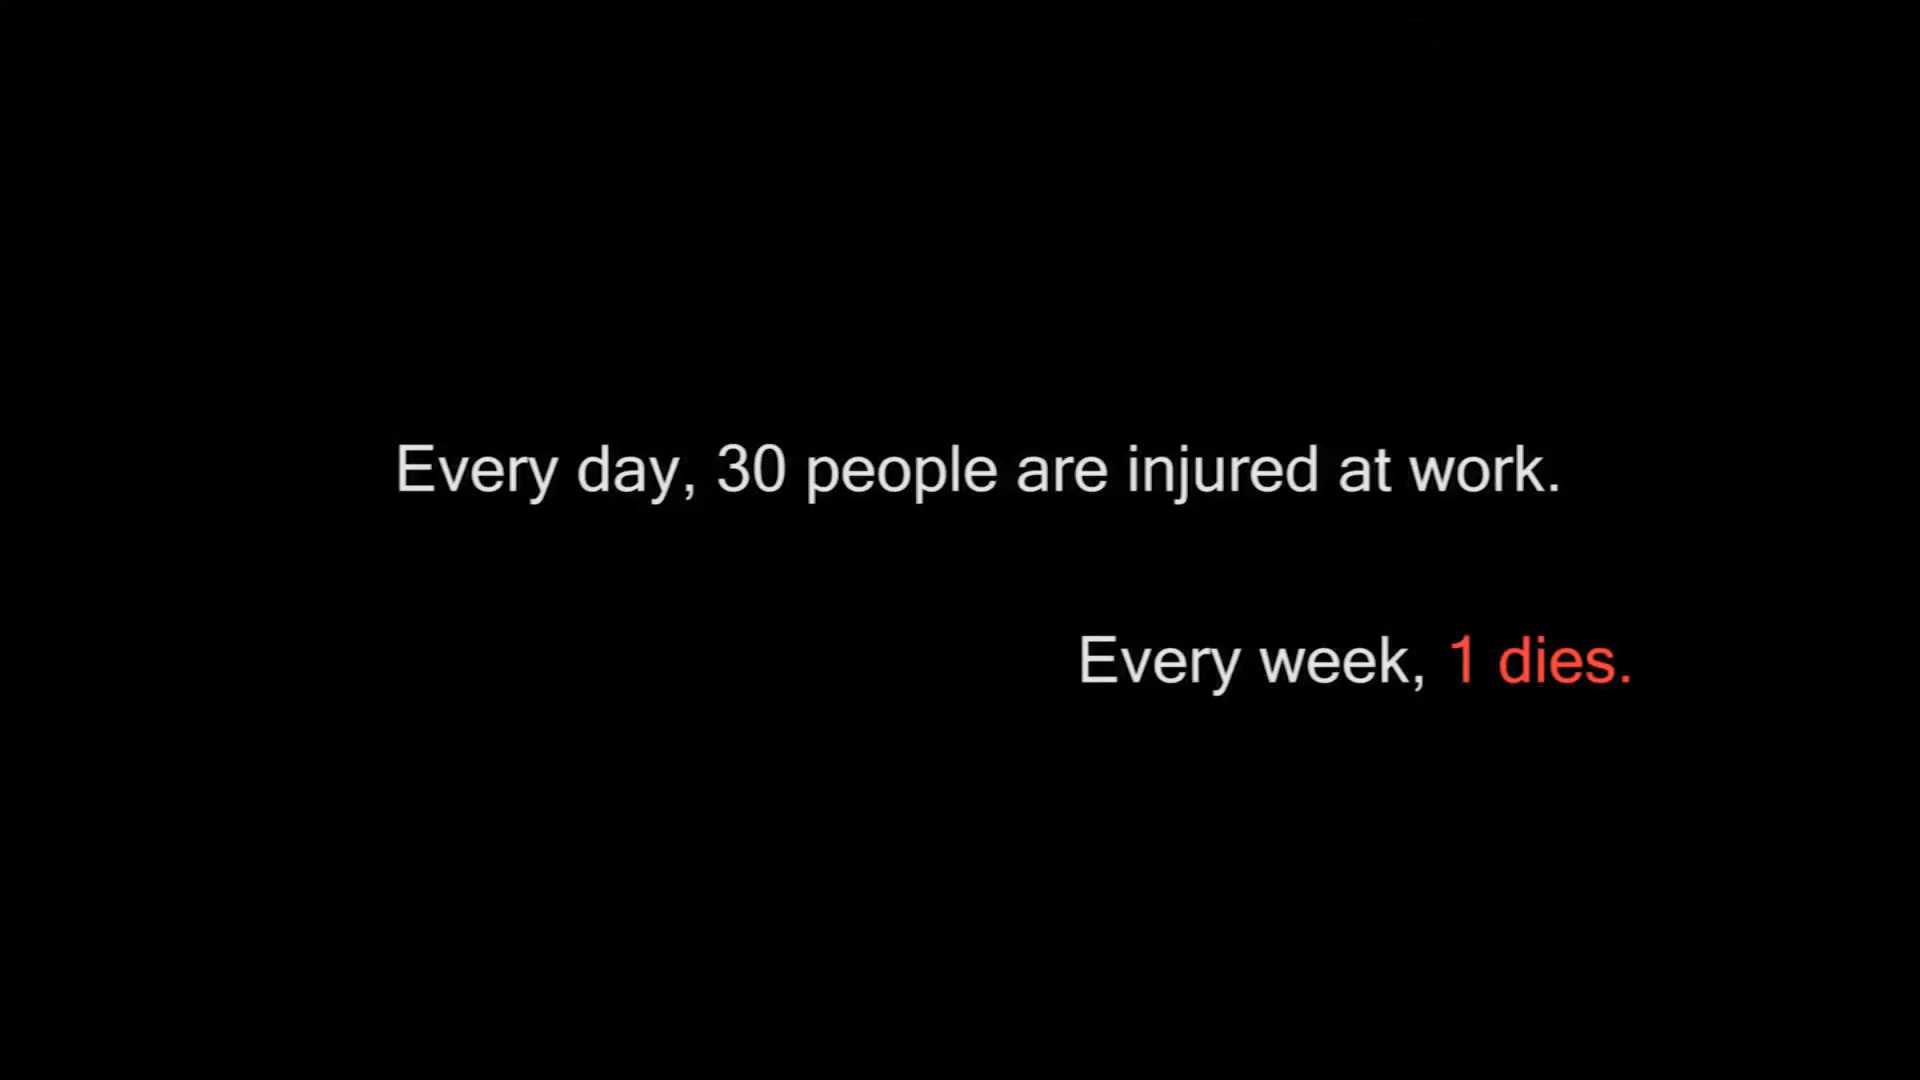 Every day, 30 people are injured at work.
Every week, 1 dies.